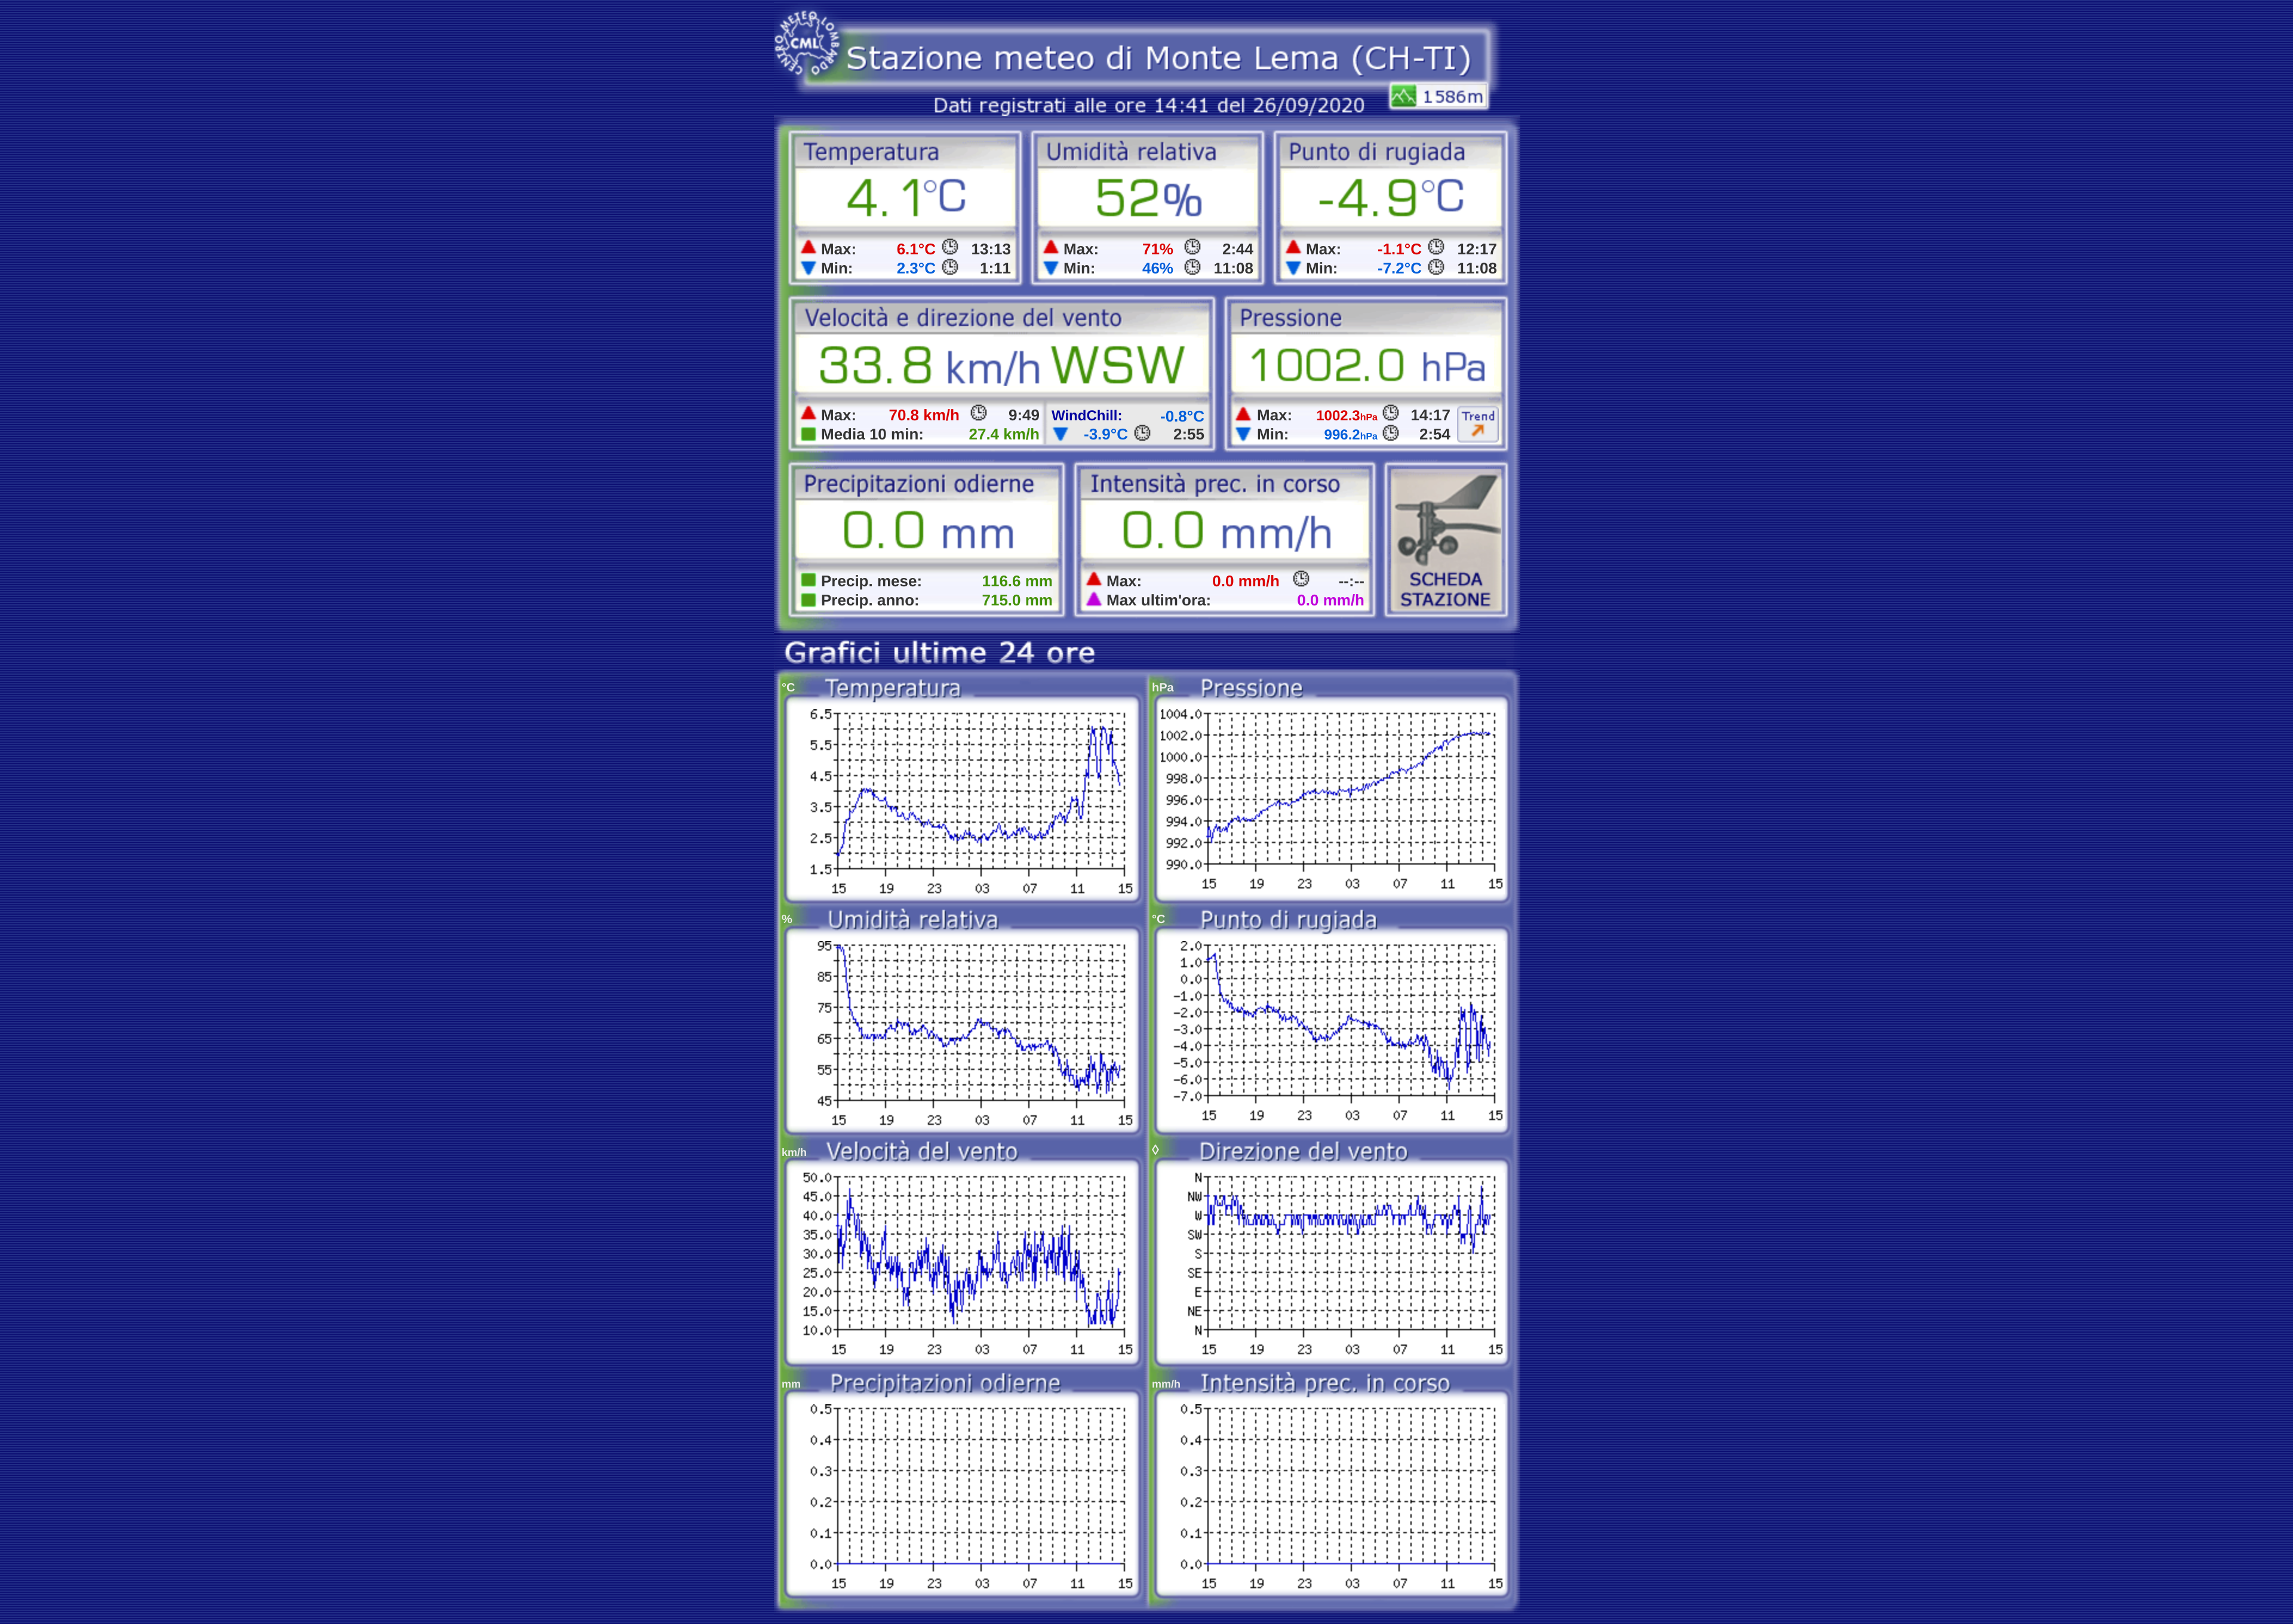 CENTRO METEO LOMBARDO
CML
Stazione meteo di Monte Lema (CH-TI)
1586m
Dati registrati alle ore 14:41 del 26/09/2020
Temperatura
4.1°C
Max: 6.1°C 13:13
Min: 2.3°C 1:11
Umidità relativa
52%
Max: 71% 2:44
Min: 46% 11:08
Punto di rugiada
-4.9°C
Max: -1.1°C 12:17
Min: -7.2°C 11:08
Velocità e direzione del vento
33.8 km/h WSW
Max: 70.8 km/h 9:49
Media 10 min: 27.4 km/h
WindChill: -0.8°C
-3.9°C 2:55
Pressione
1002.0 hPa
Max: 1002.3hPa 14:17
Min: 996.2hPa 2:54
Trend
Precipitazioni odierne
0.0 mm
Precip. mese: 116.6 mm
Precip. anno: 715.0 mm
Intensità prec. in corso
0.0 mm/h
Max: 0.0 mm/h --:--
Max ultim'ora: 0.0 mm/h
SCHEDA
STAZIONE
Grafici ultime 24 ore
°C Temperatura
6.5
5.5
4.5
3.5
2.5
1.5
15 19 23 03 07 11 15
hPa Pressione
1004.0
1002.0
1000.0
998.0
996.0
994.0
992.0
990.0
15 19 23 03 07 11 15
% Umidità relativa
95
85
75
65
55
45
15 19 23 03 07 11 15
°C Punto di rugiada
2.0
1.0
0.0
-1.0
-2.0
-3.0
-4.0
-5.0
-6.0
-7.0
15 19 23 03 07 11 15
km/h Velocità del vento
50.0
45.0
40.0
35.0
30.0
25.0
20.0
15.0
10.0
15 19 23 03 07 11 15
◊ Direzione del vento
N
NW
W
SW
S
SE
E
NE
N
15 19 23 03 07 11 15
mm Precipitazioni odierne
0.5
0.4
0.3
0.2
0.1
0.0
15 19 23 03 07 11 15
mm/h Intensità prec. in corso
0.5
0.4
0.3
0.2
0.1
0.0
15 19 23 03 07 11 15